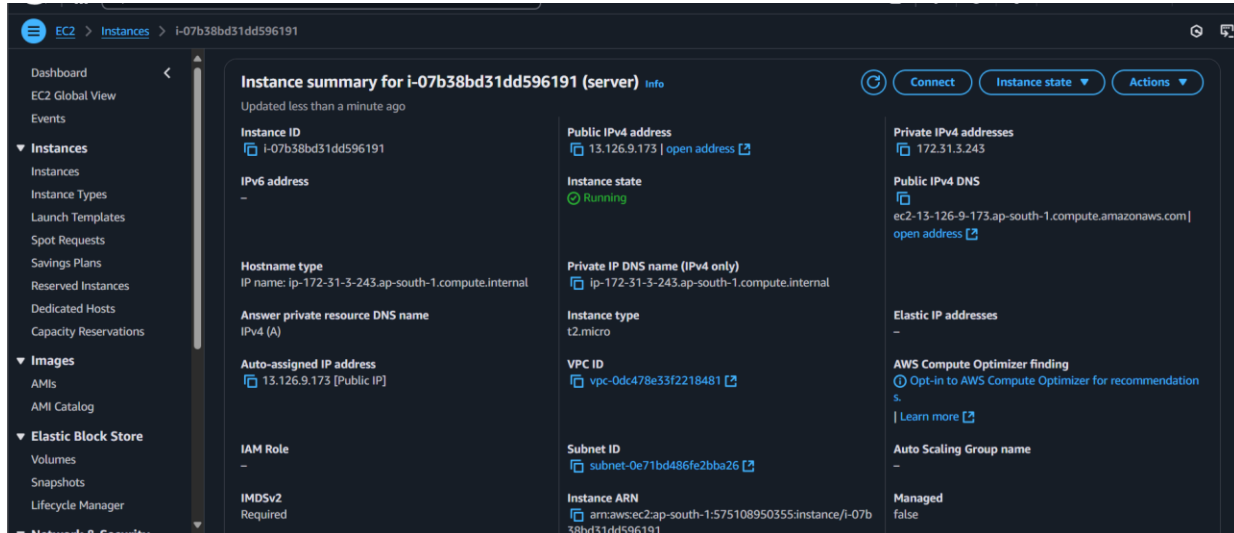 EC2 > Instances > i-07b38bd31dd596191
Dashboard
EC2 Global View
Events
Instances
Instances
Instance Types
Launch Templates
Spot Requests
Savings Plans
Reserved Instances
Dedicated Hosts
Capacity Reservations
Images
AMIs
AMI Catalog
Elastic Block Store
Volumes
Snapshots
Lifecycle Manager
Network & Security
Instance summary for i-07b38bd31dd596191 (server) Info
Connect
Instance state
Actions
Updated less than a minute ago
Instance ID
i-07b38bd31dd596191
Public IPv4 address
13.126.9.173 | open address
Private IPv4 addresses
172.31.3.243
IPv6 address
–
Instance state
Running
Public IPv4 DNS
ec2-13-126-9-173.ap-south-1.compute.amazonaws.com |
open address
Hostname type
IP name: ip-172-31-3-243.ap-south-1.compute.internal
Private IP DNS name (IPv4 only)
ip-172-31-3-243.ap-south-1.compute.internal
Answer private resource DNS name
IPv4 (A)
Instance type
t2.micro
Elastic IP addresses
–
Auto-assigned IP address
13.126.9.173 [Public IP]
VPC ID
vpc-0dc478e33f2218481
AWS Compute Optimizer finding
Opt-in to AWS Compute Optimizer for recommendation
s.
| Learn more
IAM Role
–
Subnet ID
subnet-0e71bd486fe2bba26
Auto Scaling Group name
–
IMDSv2
Required
Instance ARN
arn:aws:ec2:ap-south-1:575108950355:instance/i-07b
38bd31dd596191
Managed
false